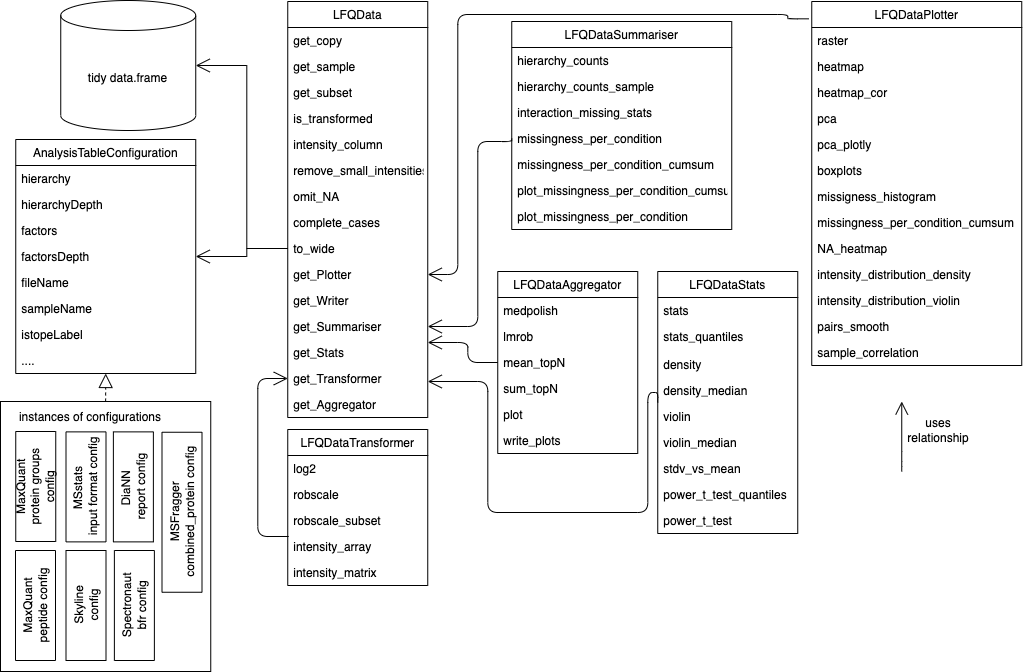 tidy data.frame
AnalysisTableConfiguration
hierarchy
hierarchyDepth
factors
factorsDepth
fileName
sampleName
istopeLabel
....
instances of configurations
MaxQuant
protein groups
config
MSstats
input format config
DiaNN
report config
MSFragger
combined_protein config
MaxQuant
peptide config
Skyline
config
Spectronaut
bfr config
LFQData
get_copy
get_sample
get_subset
is_transformed
intensity_column
remove_small_intensities
omit_NA
complete_cases
to_wide
get_Plotter
get_Writer
get_Summariser
get_Stats
get_Transformer
get_Aggregator
LFQDataTransformer
log2
robscale
robscale_subset
intensity_array
intensity_matrix
LFQDataSummariser
hierarchy_counts
hierarchy_counts_sample
interaction_missing_stats
missingness_per_condition
missingness_per_condition_cumsum
plot_missingness_per_condition_cumsu
plot_missingness_per_condition
LFQDataAggregator
medpolish
lmrob
mean_topN
sum_topN
plot
write_plots
LFQDataStats
stats
stats_quantiles
density
density_median
violin
violin_median
stdv_vs_mean
power_t_test_quantiles
power_t_test
LFQDataPlotter
raster
heatmap
heatmap_cor
pca
pca_plotly
boxplots
missigness_histogram
missingness_per_condition_cumsum
NA_heatmap
intensity_distribution_density
intensity_distribution_violin
pairs_smooth
sample_correlation
uses
relationship